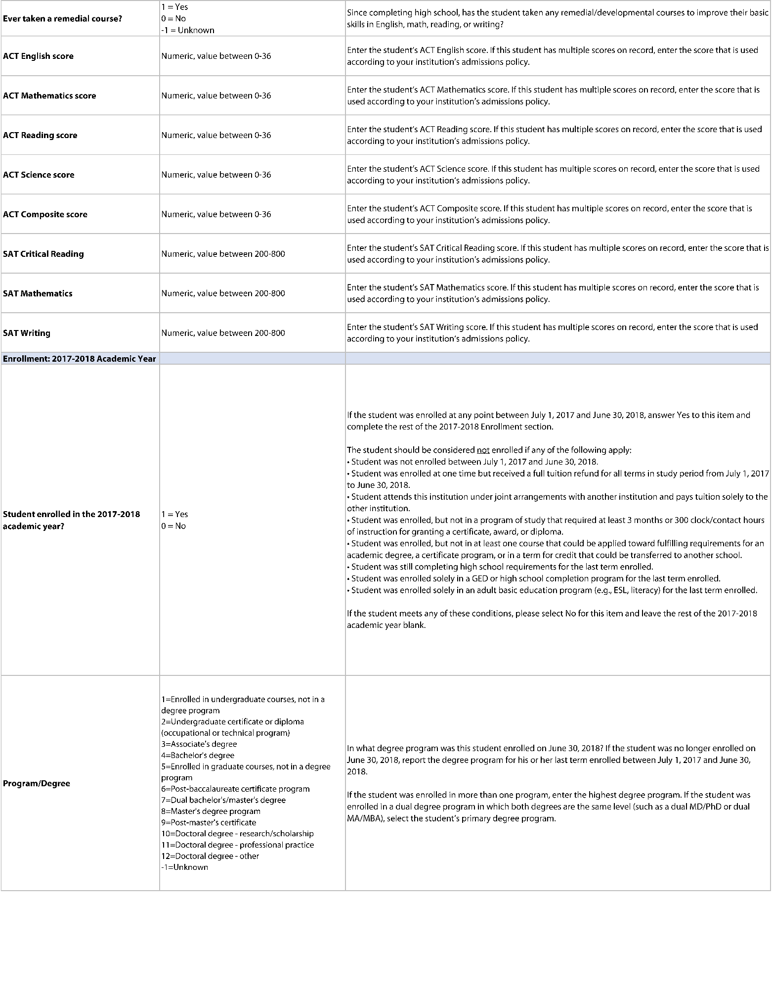 Ever taken a remedial course?
1 = Yes
0 = No
-1 = Unknown
Since completing high school, has the student taken any remedial/developmental courses to improve their basic
skills in English, math, reading, or writing?
ACT English score
Numeric, value between 0-36
Enter the student's ACT English score. If this student has multiple scores on record, enter the score that is used
according to your institution's admissions policy.
ACT Mathematics score
Numeric, value between 0-36
Enter the student's ACT Mathematics score. If this student has multiple scores on record, enter the score that is
used according to your institution's admissions policy.
ACT Reading score
Numeric, value between 0-36
Enter the student's ACT Reading score. If this student has multiple scores on record, enter the score that is used
according to your institution's admissions policy.
ACT Science score
Numeric, value between 0-36
Enter the student's ACT Science score. If this student has multiple scores on record, enter the score that is used
according to your institution's admissions policy.
ACT Composite score
Numeric, value between 0-36
Enter the student's ACT Composite score. If this student has multiple scores on record, enter the score that is
used according to your institution's admissions policy.
SAT Critical Reading
Numeric, value between 200-800
Enter the student's SAT Critical Reading score. If this student has multiple scores on record, enter the score that is
used according to your institution's admissions policy.
SAT Mathematics
Numeric, value between 200-800
Enter the student's SAT Mathematics score. If this student has multiple scores on record, enter the score that is
used according to your institution's admissions policy.
SAT Writing
Numeric, value between 200-800
Enter the student's SAT Writing score. If this student has multiple scores on record, enter the score that is used
according to your institution's admissions policy.
Enrollment: 2017-2018 Academic Year
Student enrolled in the 2017-2018
academic year?
1 = Yes
0 = No
If the student was enrolled at any point between July 1, 2017 and June 30, 2018, answer Yes to this item and
complete the rest of the 2017-2018 Enrollment section.
The student should be considered not enrolled if any of the following apply:
• Student was not enrolled between July 1, 2017 and June 30, 2018.
• Student was enrolled at one time but received a full tuition refund for all terms in study period from July 1, 2017
to June 30, 2018.
• Student attends this institution under joint arrangements with another institution and pays tuition solely to the
other institution.
• Student was enrolled, but not in a program of study that required at least 3 months or 300 clock/contact hours
of instruction for granting a certificate, award, or diploma.
• Student was enrolled, but not in at least one course that could be applied toward fulfilling requirements for an
academic degree, a certificate program, or in a term for credit that could be transferred to another school.
• Student was still completing high school requirements for the last term enrolled.
• Student was enrolled solely in a GED or high school completion program for the last term enrolled.
• Student was enrolled solely in an adult basic education program (e.g., ESL, literacy) for the last term enrolled.
If the student meets any of these conditions, please select No for this item and leave the rest of the 2017-2018
academic year blank.
Program/Degree
1=Enrolled in undergraduate courses, not in a
degree program
2=Undergraduate certificate or diploma
(occupational or technical program)
3=Associate's degree
4=Bachelor's degree
5=Enrolled in graduate courses, not in a degree
program
6=Post-baccalaureate certificate program
7=Dual bachelor's/master's degree
8=Master's degree program
9=Post-master's certificate
10=Doctoral degree - research/scholarship
11=Doctoral degree - professional practice
12=Doctoral degree - other
-1=Unknown
In what degree program was this student enrolled on June 30, 2018? If the student was no longer enrolled on
June 30, 2018, report the degree program for his or her last term enrolled between July 1, 2017 and June 30,
2018.
If the student was enrolled in more than one program, enter the highest degree program. If the student was
enrolled in a dual degree program in which both degrees are the same level (such as a dual MD/PhD or dual
MA/MBA), select the student's primary degree program.